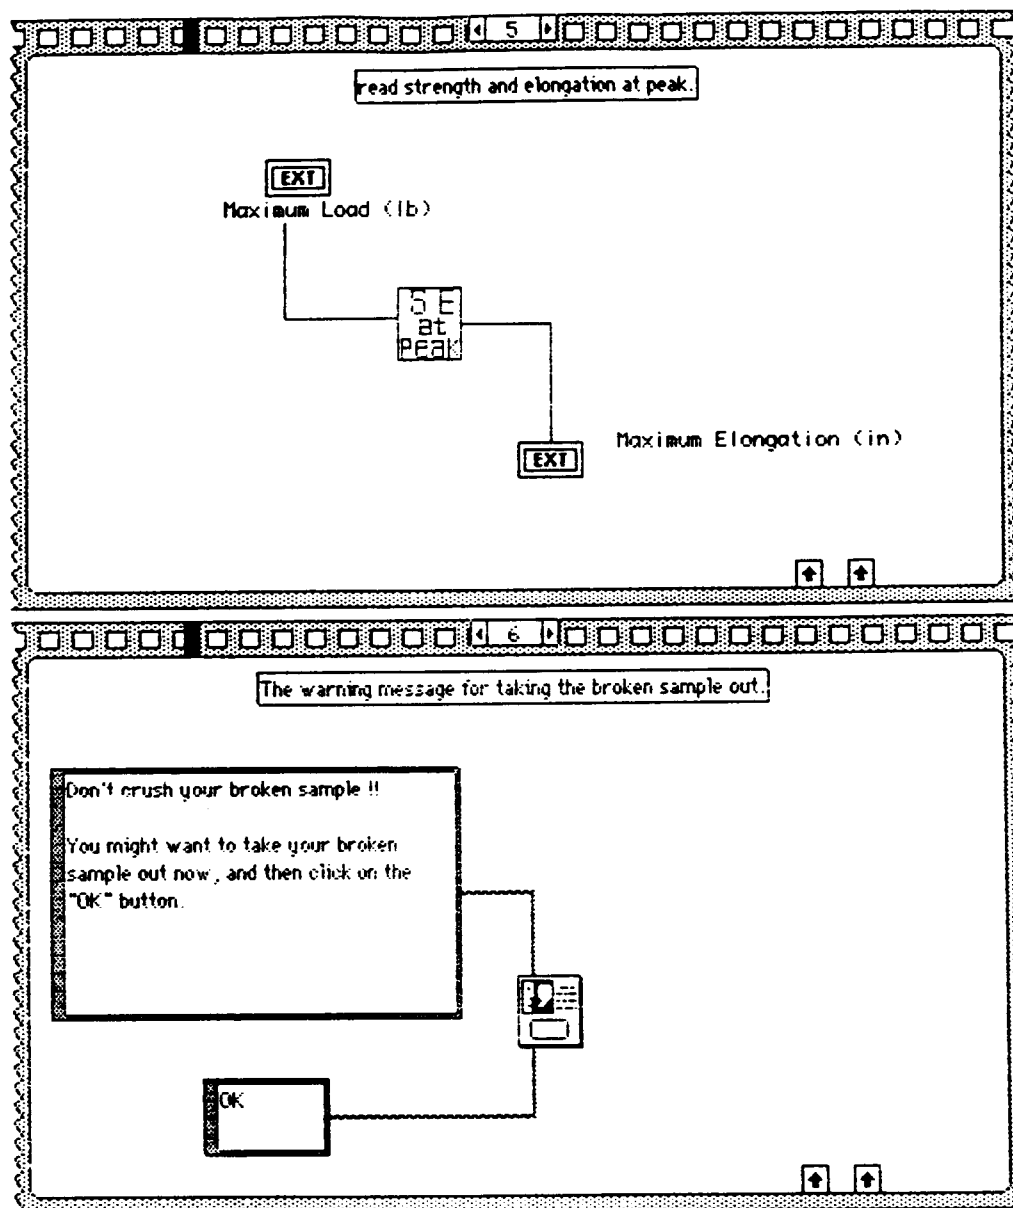 5
read strength and elongation at peak.
EXT
Maximum Load (lb)
S E
at
Peak
Maximum Elongation (in)
EXT
6
The warning message for taking the broken sample out.
Don't crush your broken sample !!
You might want to take your broken
sample out now, and then click on the
"OK" button.
OK